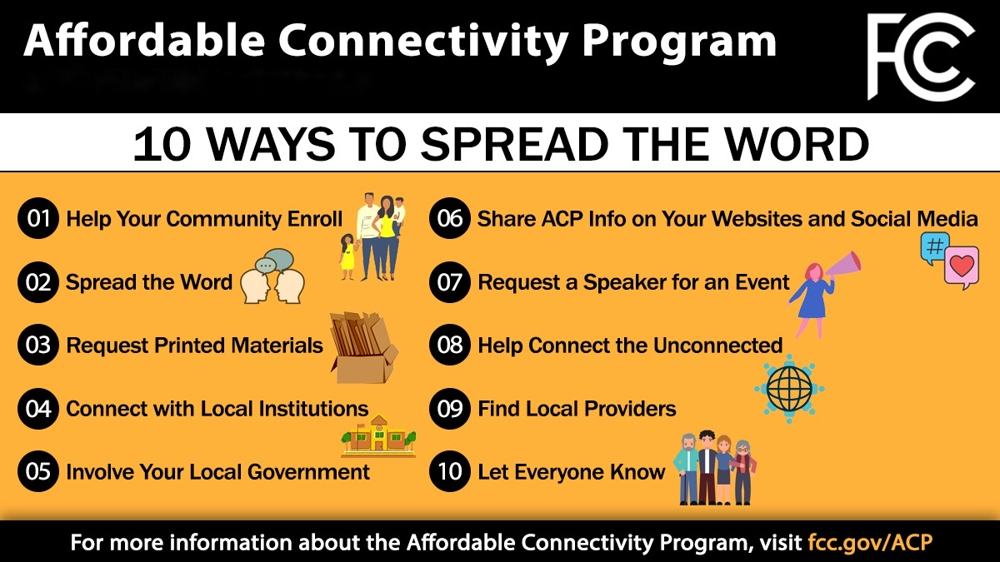 Affordable Connectivity Program
FCC
10 WAYS TO SPREAD THE WORD
01 Help Your Community Enroll
02 Spread the Word
03 Request Printed Materials
04 Connect with Local Institutions
05 Involve Your Local Government
06 Share ACP Info on Your Websites and Social Media
#
07 Request a Speaker for an Event
08 Help Connect the Unconnected
09 Find Local Providers
10 Let Everyone Know
For more information about the Affordable Connectivity Program, visit fcc.gov/ACP